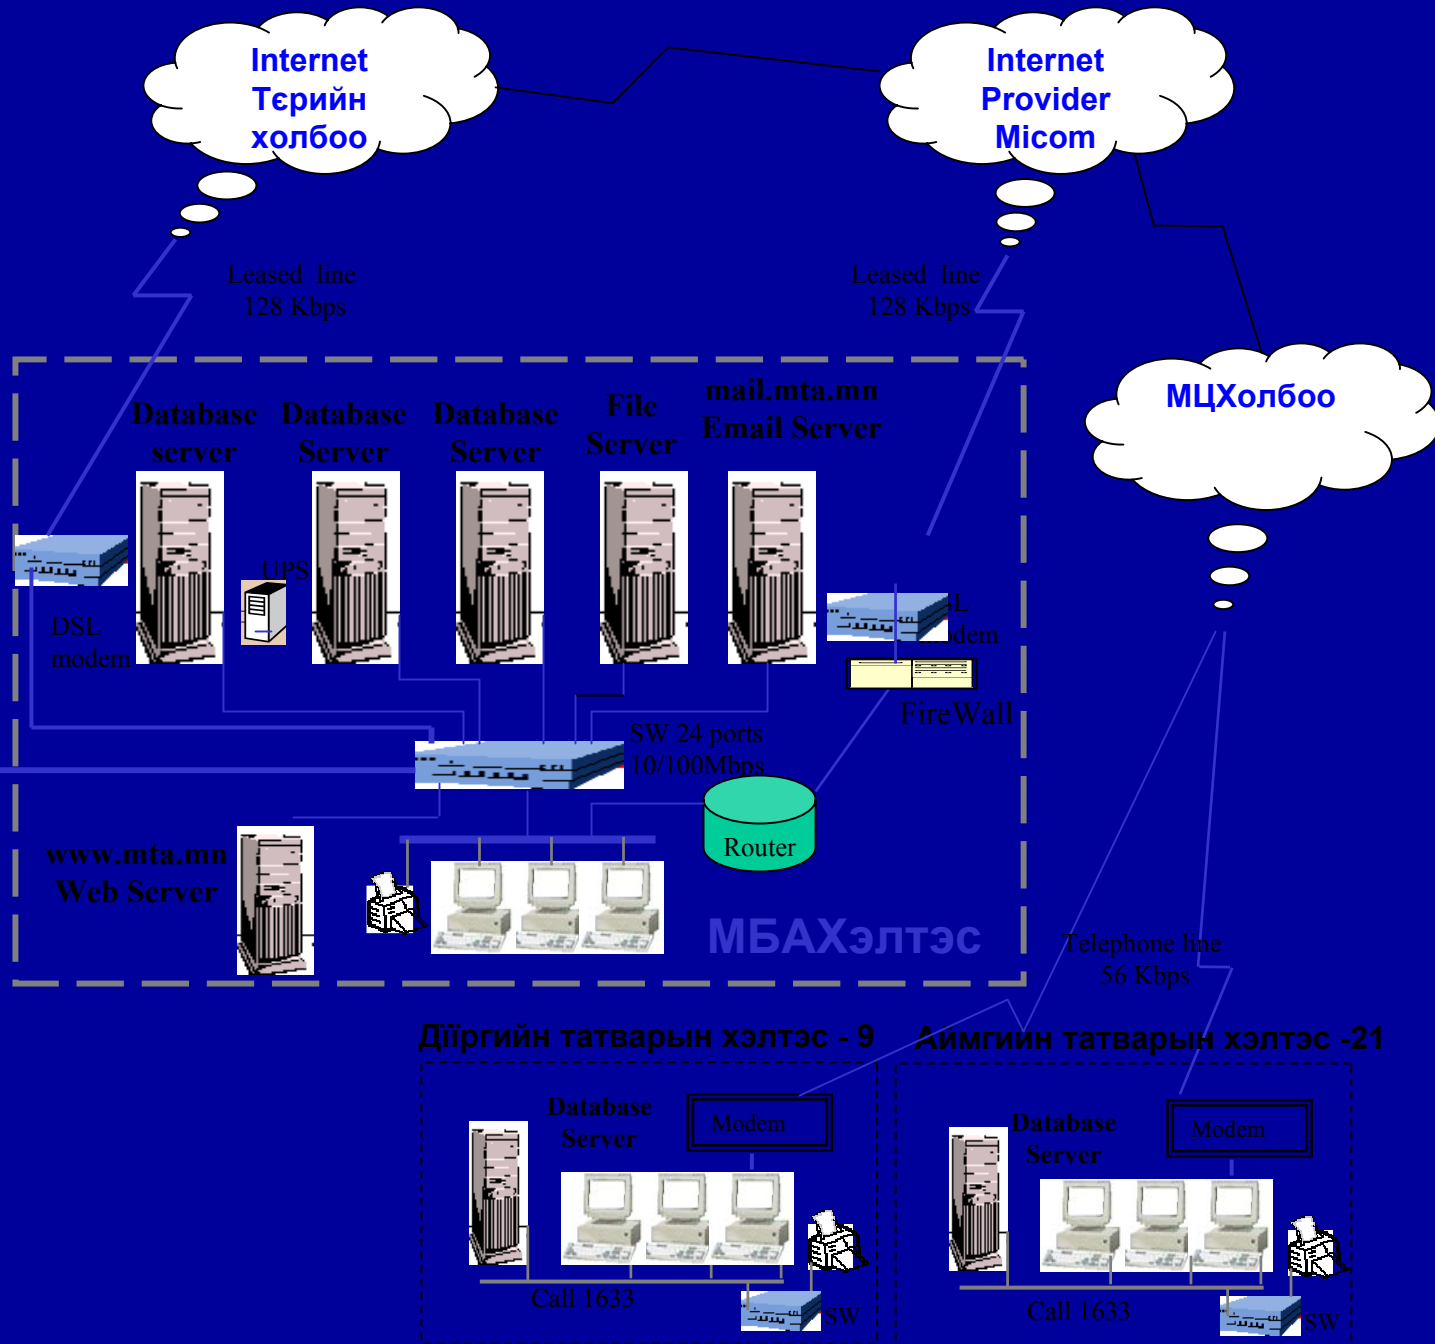 Internet
Тєрийн
холбоо
Internet
Provider
Micom
Leased line
128 Kbps
Leased line
128 Kbps
МЦХолбоо
Database
server
Database
Server
Database
Server
File
Server
mail.mta.mn
Email Server
UPS
DSL
modem
FireWall
SW 24 ports
10/100Mbps
Router
www.mta.mn
Web Server
МБАХэлтэс
Telephone line
56 Kbps
Дїїргийн татварын хэлтэс - 9
Аймгийн татварын хэлтэс -21
Database
Server
Modem
Call 1633
SW
Database
Server
Modem
Call 1633
SW